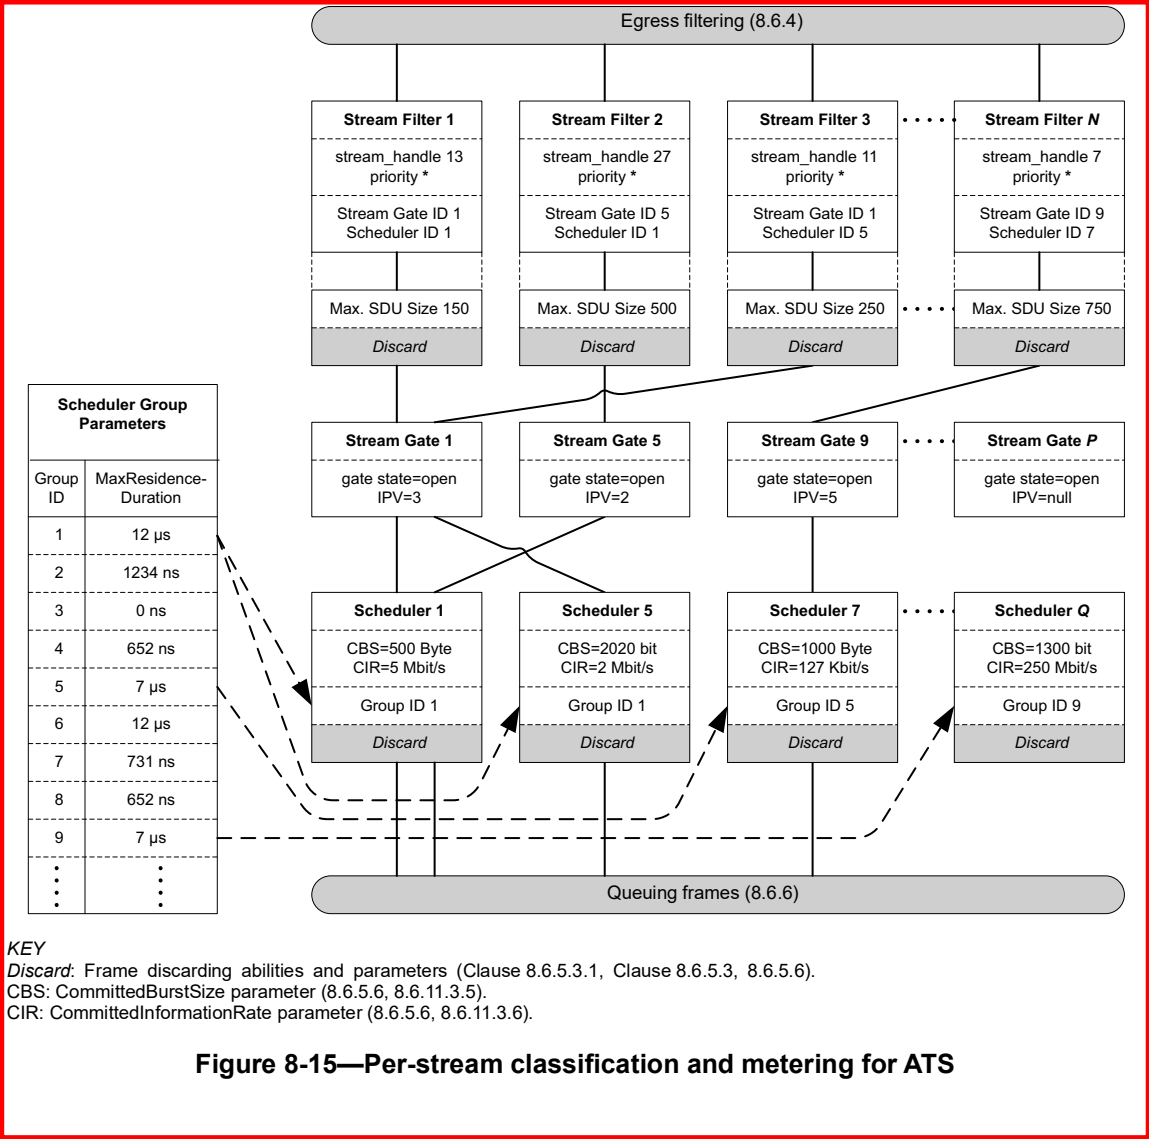 Egress filtering (8.6.4)
Stream Filter 1
stream_handle 13
priority *
Stream Gate ID 1
Scheduler ID 1
Max. SDU Size 150
Discard
Stream Filter 2
stream_handle 27
priority *
Stream Gate ID 5
Scheduler ID 1
Max. SDU Size 500
Discard
Stream Filter 3
stream_handle 11
priority *
Stream Gate ID 1
Scheduler ID 5
Max. SDU Size 250
Discard
Stream Filter N
stream_handle 7
priority *
Stream Gate ID 9
Scheduler ID 7
Max. SDU Size 750
Discard
Scheduler Group
Parameters
Group
ID
MaxResidence-
Duration
1 12 µs
2 1234 ns
3 0 ns
4 652 ns
5 7 µs
6 12 µs
7 731 ns
8 652 ns
9 7 µs
Stream Gate 1
gate state=open
IPV=3
Stream Gate 5
gate state=open
IPV=2
Stream Gate 9
gate state=open
IPV=5
Stream Gate P
gate state=open
IPV=null
Scheduler 1
CBS=500 Byte
CIR=5 Mbit/s
Group ID 1
Discard
Scheduler 5
CBS=2020 bit
CIR=2 Mbit/s
Group ID 1
Discard
Scheduler 7
CBS=1000 Byte
CIR=127 Kbit/s
Group ID 5
Discard
Scheduler Q
CBS=1300 bit
CIR=250 Mbit/s
Group ID 9
Discard
Queuing frames (8.6.6)
KEY
Discard: Frame discarding abilities and parameters (Clause 8.6.5.3.1, Clause 8.6.5.3, 8.6.5.6).
CBS: CommittedBurstSize parameter (8.6.5.6, 8.6.11.3.5).
CIR: CommittedInformationRate parameter (8.6.5.6, 8.6.11.3.6).
Figure 8-15—Per-stream classification and metering for ATS